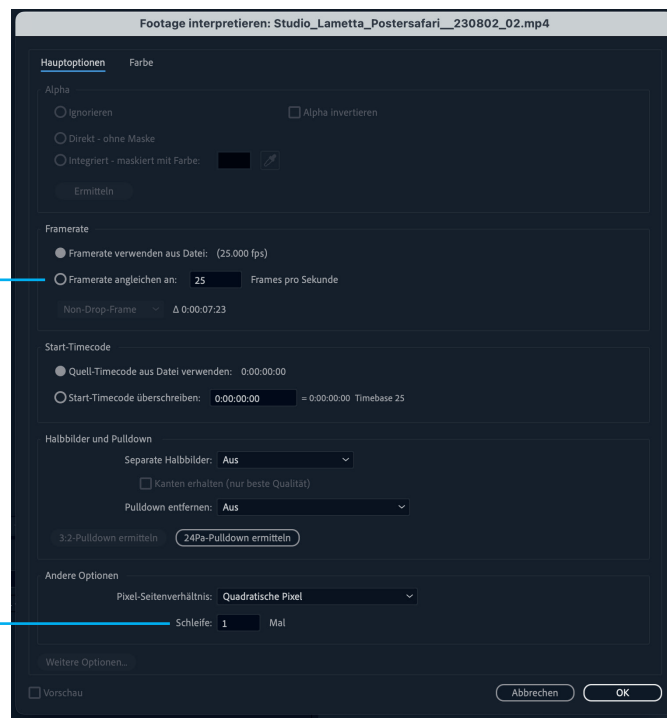 Footage interpretieren: Studio_Lametta_Postersafari__230802_02.mp4
Hauptoptionen Farbe
Alpha
Ignorieren Alpha invertieren
Direkt - ohne Maske
Integriert - maskiert mit Farbe:
Ermitteln
Framerate
Framerate verwenden aus Datei: (25.000 fps)
Framerate angleichen an: 25 Frames pro Sekunde
Non-Drop-Frame Δ 0:00:07:23
Start-Timecode
Quell-Timecode aus Datei verwenden: 0:00:00:00
Start-Timecode überschreiben: 0:00:00:00 = 0:00:00:00 Timebase 25
Halbbilder und Pulldown
Separate Halbbilder: Aus
Kanten erhalten (nur beste Qualität)
Pulldown entfernen: Aus
3:2-Pulldown ermitteln 24Pa-Pulldown ermitteln
Andere Optionen
Pixel-Seitenverhältnis: Quadratische Pixel
Schleife: 1 Mal
Weitere Optionen...
Vorschau Abbrechen OK